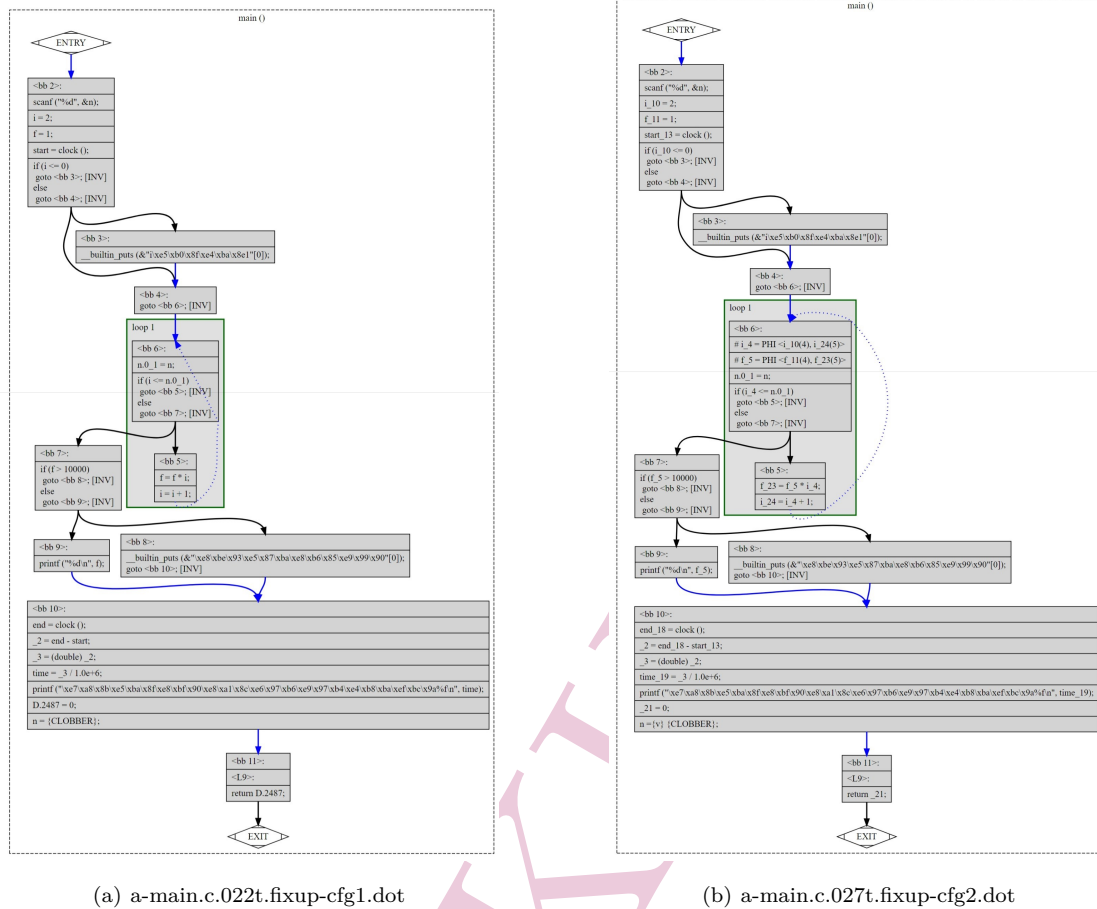 main ()
ENTRY
<bb 2>:
scanf ("%d", &n);
i = 2;
f = 1;
start = clock ();
if (i <= 0)
goto <bb 3>; [INV]
else
goto <bb 4>; [INV]
<bb 3>:
__builtin_puts (&"i\xe5\xb0\x8f\xe4\xba\x8e1"[0]);
<bb 4>:
goto <bb 6>; [INV]
loop 1
<bb 6>:
n.0_1 = n;
if (i <= n.0_1)
goto <bb 5>; [INV]
else
goto <bb 7>; [INV]
<bb 7>:
if (f > 10000)
goto <bb 8>; [INV]
else
goto <bb 9>; [INV]
<bb 5>:
f = f * i;
i = i + 1;
<bb 9>:
printf ("%d\n", f);
<bb 8>:
__builtin_puts (&"\xe8\xbe\x93\xe5\x87\xba\xe8\xb6\x85\xe9\x99\x90"[0]);
goto <bb 10>; [INV]
<bb 10>:
end = clock ();
_2 = end - start;
_3 = (double) _2;
time = _3 / 1.0e+6;
printf ("\xe7\xa8\x8b\xe5\xba\x8f\xe8\xbf\x90\xe8\xa1\x8c\xe6\x97\xb6\xe9\x97\xb4\xe4\xb8\xba\xef\xbc\x9a%f\n", time);
D.2487 = 0;
n = {CLOBBER};
<bb 11>:
<L9>:
return D.2487;
EXIT
(a) a-main.c.022t.fixup-cfg1.dot
main ()
ENTRY
<bb 2>:
scanf ("%d", &n);
i_10 = 2;
f_11 = 1;
start_13 = clock ();
if (i_10 <= 0)
goto <bb 3>; [INV]
else
goto <bb 4>; [INV]
<bb 3>:
__builtin_puts (&"i\xe5\xb0\x8f\xe4\xba\x8e1"[0]);
<bb 4>:
goto <bb 6>; [INV]
loop 1
<bb 6>:
# i_4 = PHI <i_10(4), i_24(5)>
# f_5 = PHI <f_11(4), f_23(5)>
n.0_1 = n;
if (i_4 <= n.0_1)
goto <bb 5>; [INV]
else
goto <bb 7>; [INV]
<bb 7>:
if (f_5 > 10000)
goto <bb 8>; [INV]
else
goto <bb 9>; [INV]
<bb 5>:
f_23 = f_5 * i_4;
i_24 = i_4 + 1;
<bb 9>:
printf ("%d\n", f_5);
<bb 8>:
__builtin_puts (&"\xe8\xbe\x93\xe5\x87\xba\xe8\xb6\x85\xe9\x99\x90"[0]);
goto <bb 10>; [INV]
<bb 10>:
end_18 = clock ();
_2 = end_18 - start_13;
_3 = (double) _2;
time_19 = _3 / 1.0e+6;
printf ("\xe7\xa8\x8b\xe5\xba\x8f\xe8\xbf\x90\xe8\xa1\x8c\xe6\x97\xb6\xe9\x97\xb4\xe4\xb8\xba\xef\xbc\x9a%f\n", time_19);
_21 = 0;
n ={v} {CLOBBER};
<bb 11>:
<L9>:
return _21;
EXIT
(b) a-main.c.027t.fixup-cfg2.dot